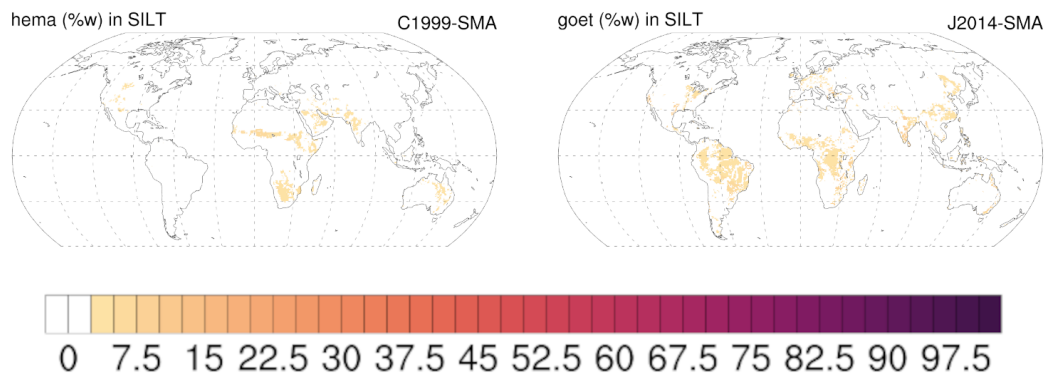 hema (%w) in SILT C1999-SMA
goet (%w) in SILT J2014-SMA
0 7.5 15 22.5 30 37.5 45 52.5 60 67.5 75 82.5 90 97.5